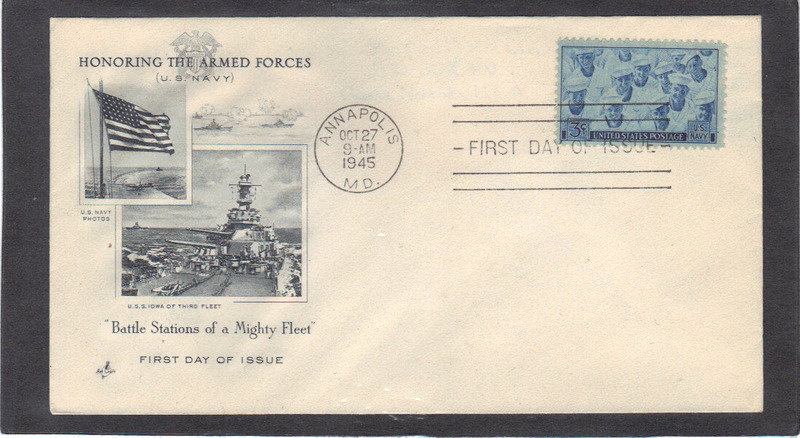 HONORING THE ARMED FORCES
(U.S. NAVY)
U.S. NAVY
PHOTOS
U.S.S. IOWA OF THIRD FLEET
"Battle Stations of a Mighty Fleet"
FIRST DAY OF ISSUE
ANNAPOLIS
OCT 27
9-AM
1945
MD.
- FIRST DAY OF ISSUE -
3¢
UNITED STATES POSTAGE
U.S.
NAVY